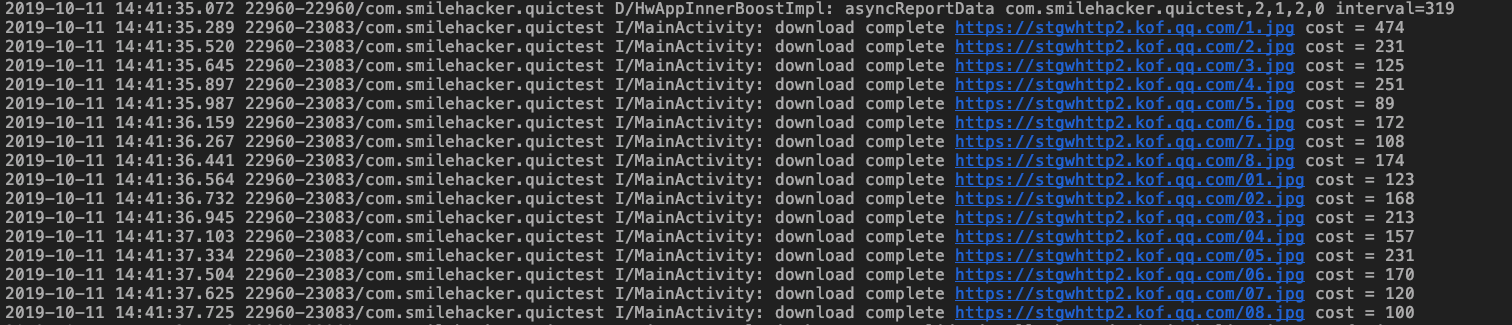 2019-10-11 14:41:35.072 22960-22960/com.smilehacker.quictest D/HwAppInnerBoostImpl: asyncReportData com.smilehacker.quictest,2,1,2,0 interval=319
2019-10-11 14:41:35.289 22960-23083/com.smilehacker.quictest I/MainActivity: download complete https://stgwhttp2.kof.qq.com/1.jpg cost = 474
2019-10-11 14:41:35.520 22960-23083/com.smilehacker.quictest I/MainActivity: download complete https://stgwhttp2.kof.qq.com/2.jpg cost = 231
2019-10-11 14:41:35.645 22960-23083/com.smilehacker.quictest I/MainActivity: download complete https://stgwhttp2.kof.qq.com/3.jpg cost = 125
2019-10-11 14:41:35.897 22960-23083/com.smilehacker.quictest I/MainActivity: download complete https://stgwhttp2.kof.qq.com/4.jpg cost = 251
2019-10-11 14:41:35.987 22960-23083/com.smilehacker.quictest I/MainActivity: download complete https://stgwhttp2.kof.qq.com/5.jpg cost = 89
2019-10-11 14:41:36.159 22960-23083/com.smilehacker.quictest I/MainActivity: download complete https://stgwhttp2.kof.qq.com/6.jpg cost = 172
2019-10-11 14:41:36.267 22960-23083/com.smilehacker.quictest I/MainActivity: download complete https://stgwhttp2.kof.qq.com/7.jpg cost = 108
2019-10-11 14:41:36.441 22960-23083/com.smilehacker.quictest I/MainActivity: download complete https://stgwhttp2.kof.qq.com/8.jpg cost = 174
2019-10-11 14:41:36.564 22960-23083/com.smilehacker.quictest I/MainActivity: download complete https://stgwhttp2.kof.qq.com/01.jpg cost = 123
2019-10-11 14:41:36.732 22960-23083/com.smilehacker.quictest I/MainActivity: download complete https://stgwhttp2.kof.qq.com/02.jpg cost = 168
2019-10-11 14:41:36.945 22960-23083/com.smilehacker.quictest I/MainActivity: download complete https://stgwhttp2.kof.qq.com/03.jpg cost = 213
2019-10-11 14:41:37.103 22960-23083/com.smilehacker.quictest I/MainActivity: download complete https://stgwhttp2.kof.qq.com/04.jpg cost = 157
2019-10-11 14:41:37.334 22960-23083/com.smilehacker.quictest I/MainActivity: download complete https://stgwhttp2.kof.qq.com/05.jpg cost = 231
2019-10-11 14:41:37.504 22960-23083/com.smilehacker.quictest I/MainActivity: download complete https://stgwhttp2.kof.qq.com/06.jpg cost = 170
2019-10-11 14:41:37.625 22960-23083/com.smilehacker.quictest I/MainActivity: download complete https://stgwhttp2.kof.qq.com/07.jpg cost = 120
2019-10-11 14:41:37.725 22960-23083/com.smilehacker.quictest I/MainActivity: download complete https://stgwhttp2.kof.qq.com/08.jpg cost = 100